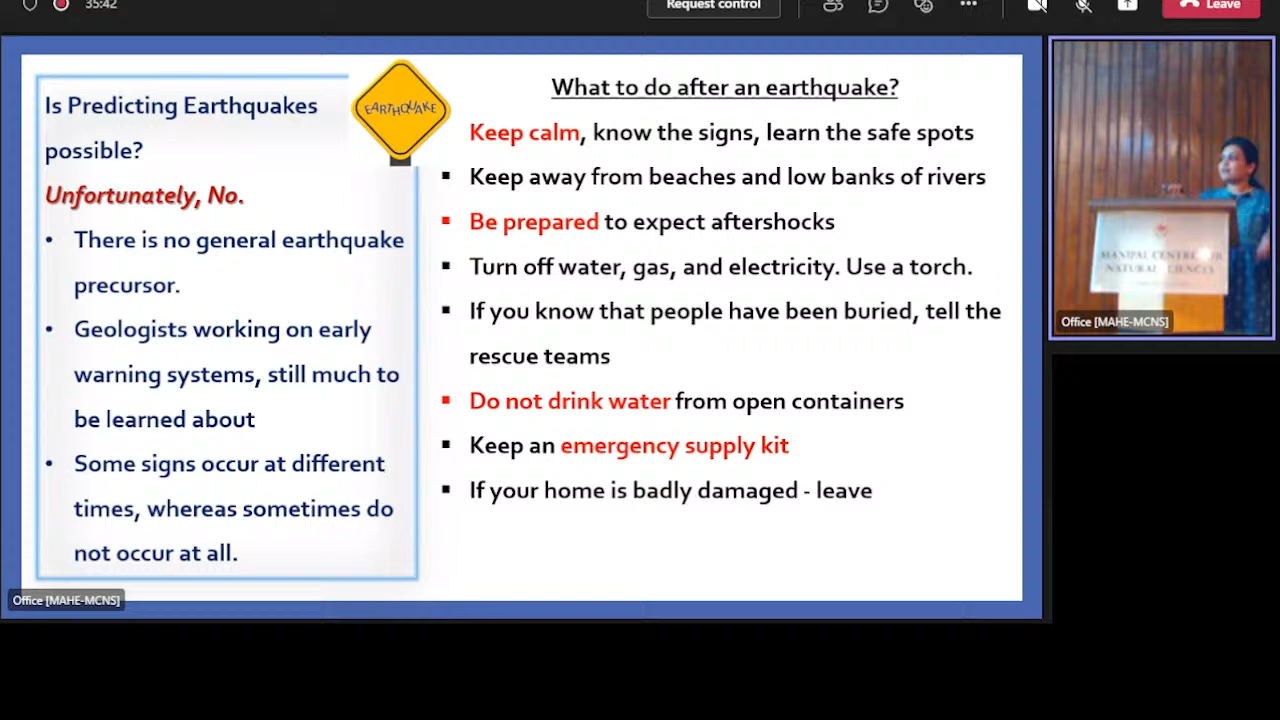 35:42
Request control
Leave
Is Predicting Earthquakes
possible?
Unfortunately, No.
• There is no general earthquake
precursor.
• Geologists working on early
warning systems, still much to
be learned about
• Some signs occur at different
times, whereas sometimes do
not occur at all.
EARTHQUAKE
What to do after an earthquake?
Keep calm, know the signs, learn the safe spots
▪ Keep away from beaches and low banks of rivers
▪ Be prepared to expect aftershocks
▪ Turn off water, gas, and electricity. Use a torch.
▪ If you know that people have been buried, tell the
rescue teams
▪ Do not drink water from open containers
▪ Keep an emergency supply kit
▪ If your home is badly damaged - leave
Office [MAHE-MCNS]
MANIPAL CENTRE FOR
NATURAL SCIENCES
Office [MAHE-MCNS]